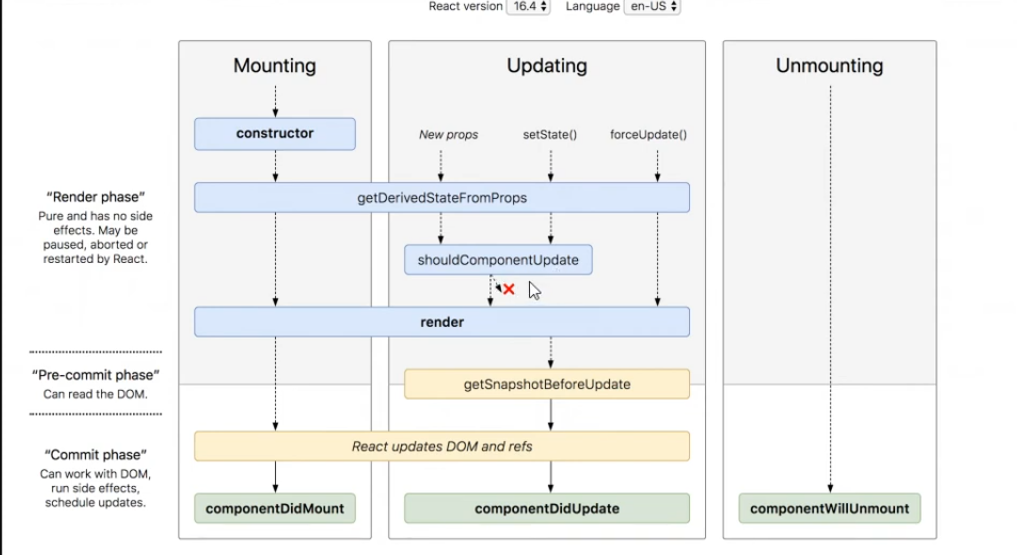 React version 16.4 Language en-US
Mounting
Updating
Unmounting
constructor
New props
setState()
forceUpdate()
"Render phase"
Pure and has no side
effects. May be
paused, aborted or
restarted by React.
getDerivedStateFromProps
shouldComponentUpdate
render
"Pre-commit phase"
Can read the DOM.
getSnapshotBeforeUpdate
"Commit phase"
Can work with DOM,
run side effects,
schedule updates.
React updates DOM and refs
componentDidMount
componentDidUpdate
componentWillUnmount